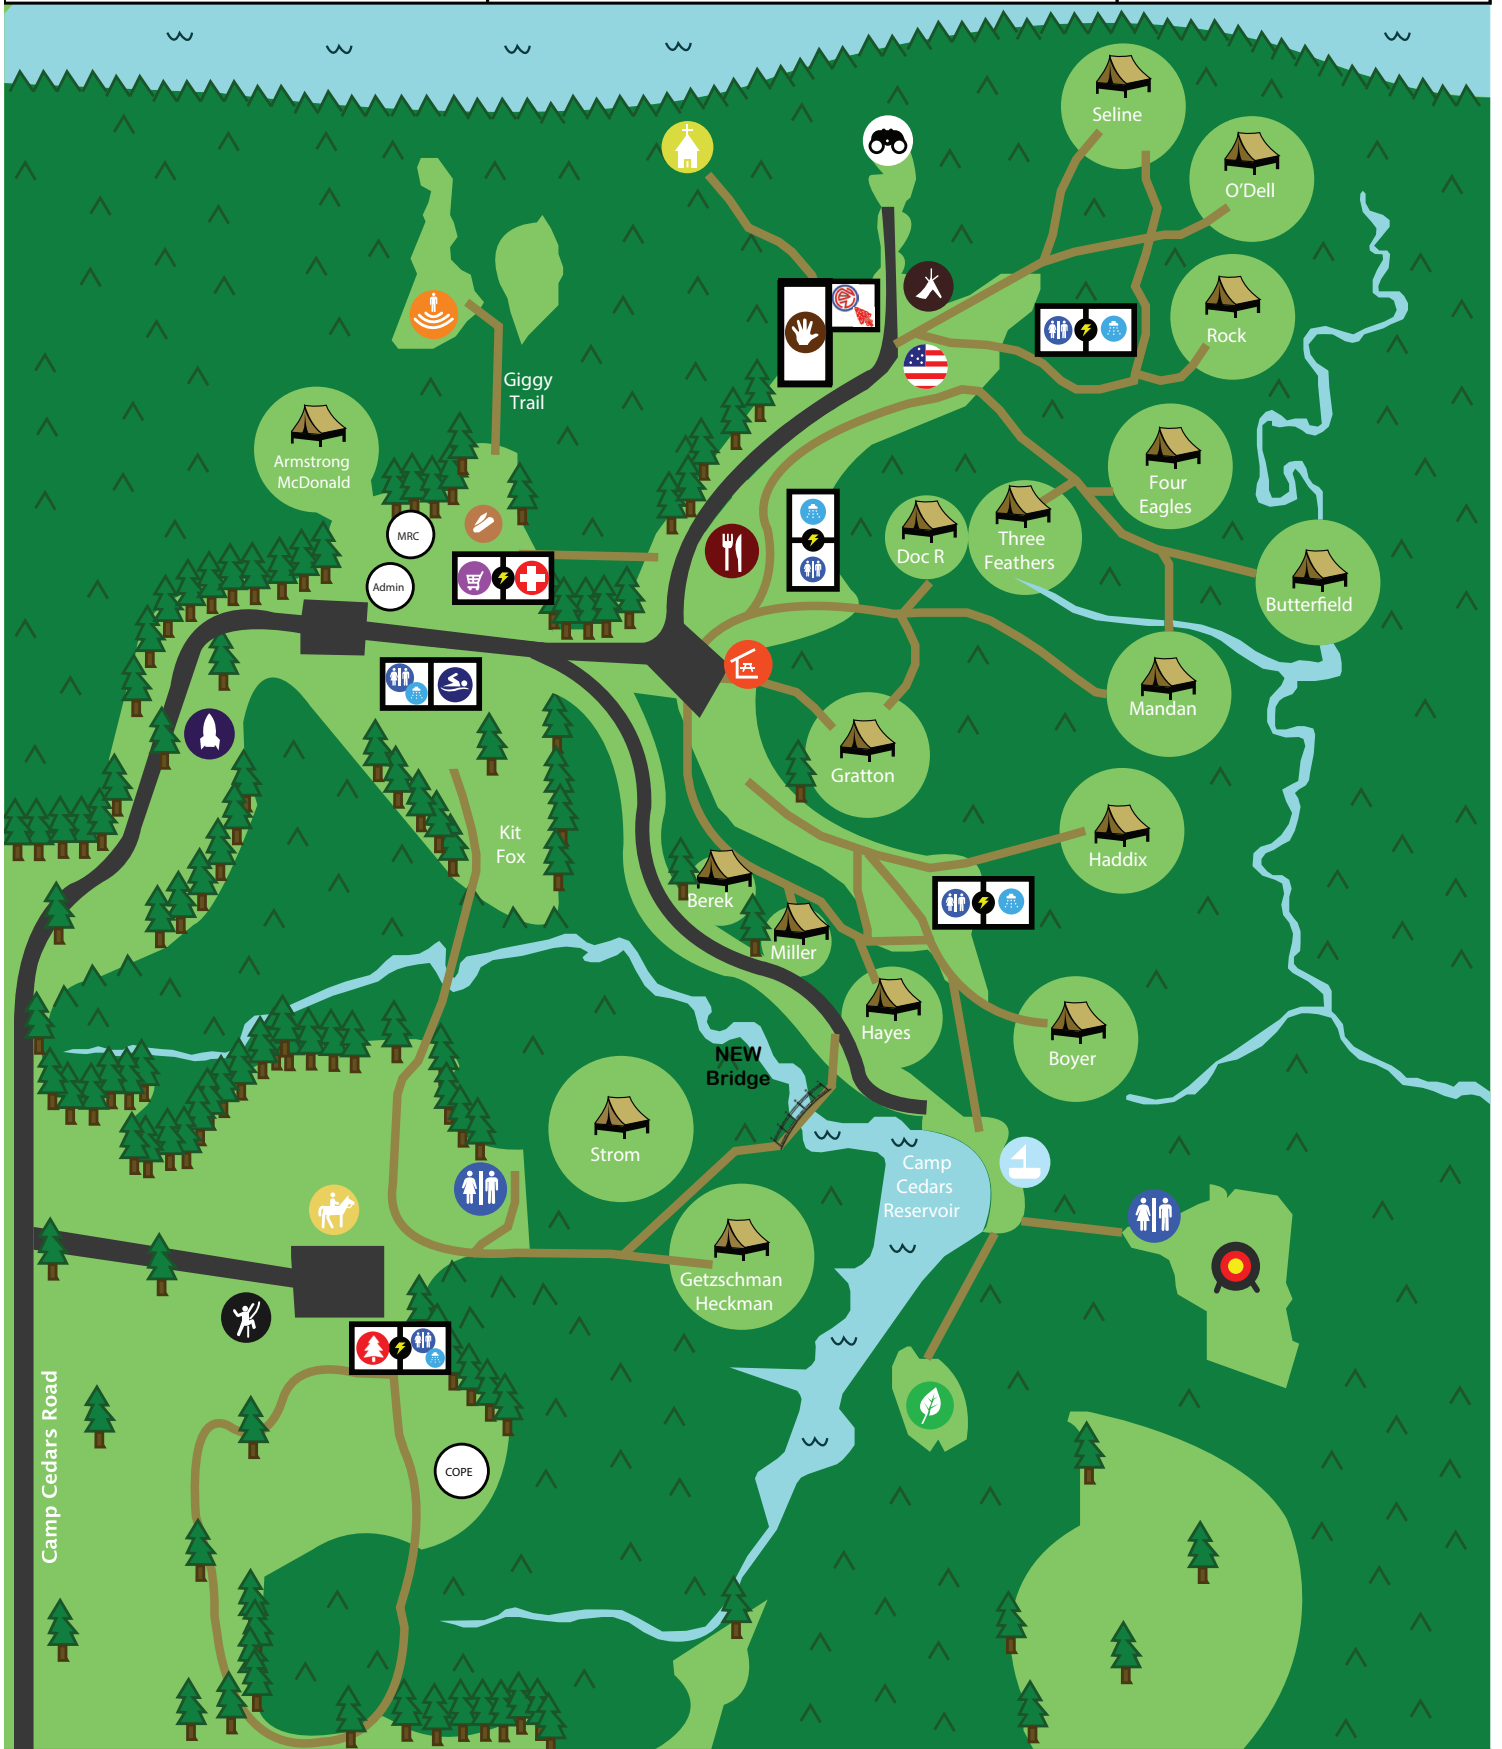 Seline
O'Dell
Rock
Giggy
Trail
Armstrong
McDonald
Four
Eagles
MRC
Doc R
Three
Feathers
Admin
Butterfield
Mandan
Gratton
Kit
Fox
Haddix
Berek
Miller
Hayes
Boyer
NEW
Bridge
Strom
Camp
Cedars
Reservoir
Getzschman
Heckman
Camp Cedars Road
COPE